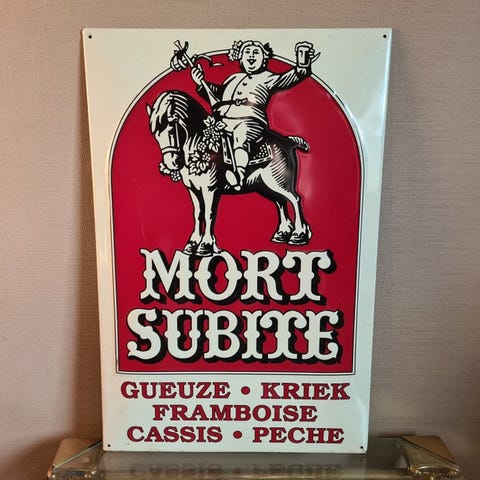 MORT
SUBITE
GUEUZE • KRIEK
FRAMBOISE
CASSIS • PECHE